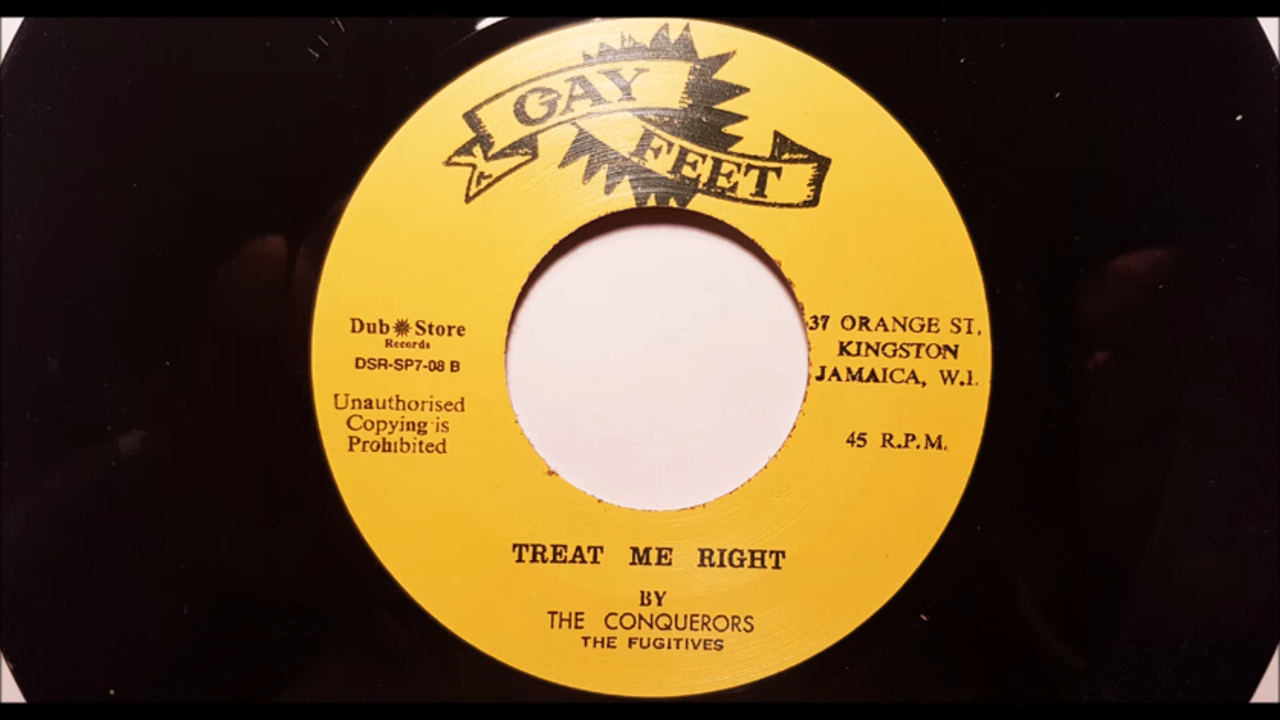 GAY
FEET
Dub Store
Records
DSR-SP7-08 B
Unauthorised
Copying is
Prohibited
37 ORANGE ST.
KINGSTON
JAMAICA, W.I.
45 R.P.M.
TREAT ME RIGHT
BY
THE CONQUERORS
THE FUGITIVES